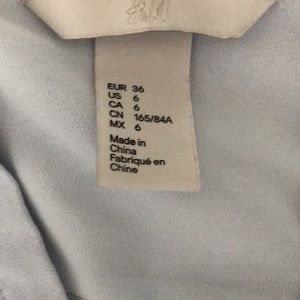 EUR 36
US 6
CA 6
CN 165/84A
MX 6
Made in
China
Fabriqué en
Chine